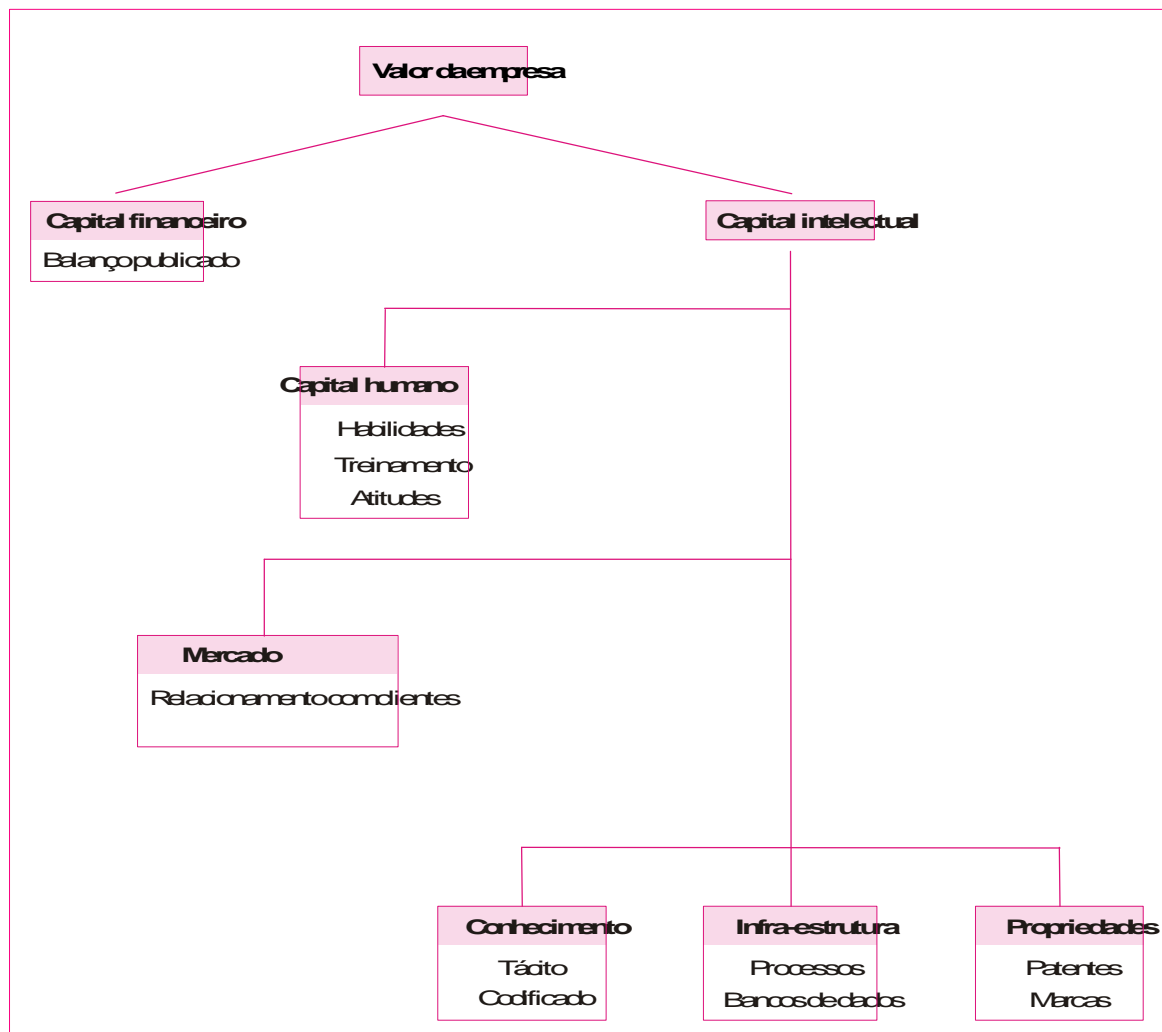 Valor da empresa
Capital financeiro
Balanço publicado
Capital intelectual
Capital humano
Habilidades
Treinamento
Atitudes
Mercado
Relacionamento com clientes
Conhecimento
Tácito
Codificado
Infra-estrutura
Processos
Bancos de dados
Propriedades
Patentes
Marcas